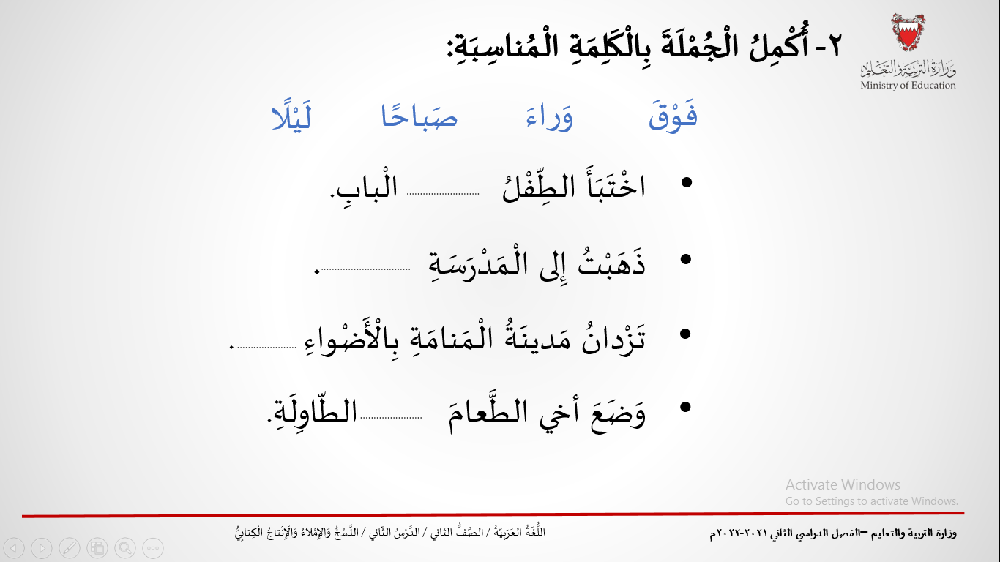 ٢- أُكْمِلُ الْجُمْلَةَ بِالْكَلِمَةِ الْمُناسِبَةِ:
وزارة التربية والتعليم
Ministry of Education
فَوْقَ وَراءَ صَباحًا لَيْلًا
• اخْتَبَأَ الطِّفْلُ .................... الْبابِ.
• ذَهَبْتُ إِلى الْمَدْرَسَةِ .....................
• تَزْدانُ مَدينَةُ الْمَنامَةِ بِالْأَضْواءِ .....................
• وَضَعَ أخي الطَّعامَ .................... الطّاوِلَةِ.
Activate Windows
Go to Settings to activate Windows.
وزارة التربية والتعليم –الفصل الدراسي الثاني ٢٠٢١-٢٠٢٢م
اللُّغَةُ العَرَبيَّةُ / الصَّفُّ الثاني / الدَّرْسُ الثَّاني / النَّسْخُ وَالإمْلاءُ وَالْإِنْتاجُ الْكِتابِيُّ